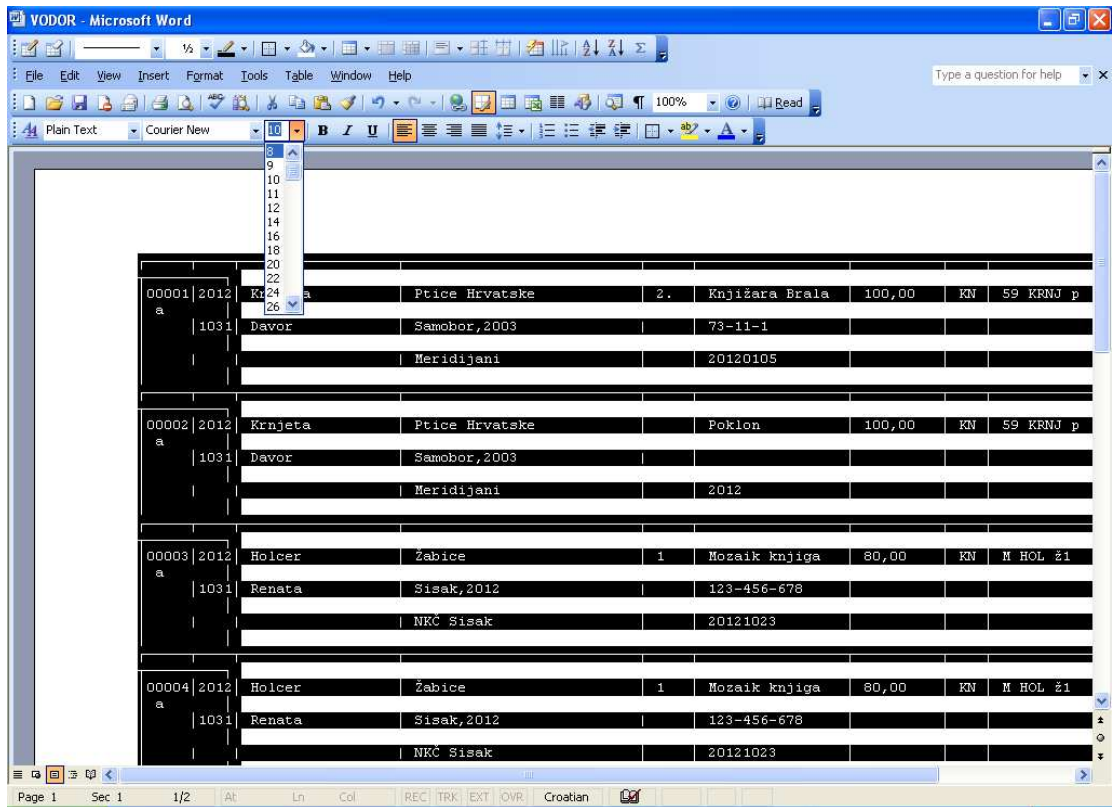 VODOR - Microsoft Word
½
File Edit View Insert Format Tools Table Window Help Type a question for help
100% Read
Plain Text Courier New 10 B I U
8
9
10
11
12
14
16
18
20
22
24
26
00001 2012 Ptice Hrvatske 2. Knjižara Brala 100,00 KN 59 KRNJ p
a
1031 Davor Samobor,2003 73-11-1
Meridijani 20120105
00002 2012 Krnjeta Ptice Hrvatske Poklon 100,00 KN 59 KRNJ p
a
1031 Davor Samobor,2003
Meridijani 2012
00003 2012 Holcer Žabice 1 Mozaik knjiga 80,00 KN M HOL ž1
a
1031 Renata Sisak,2012 123-456-678
NKČ Sisak 20121023
00004 2012 Holcer Žabice 1 Mozaik knjiga 80,00 KN M HOL ž1
a
1031 Renata Sisak,2012 123-456-678
NKČ Sisak 20121023
Page 1 Sec 1 1/2 At Ln Col REC TRK EXT OVR Croatian